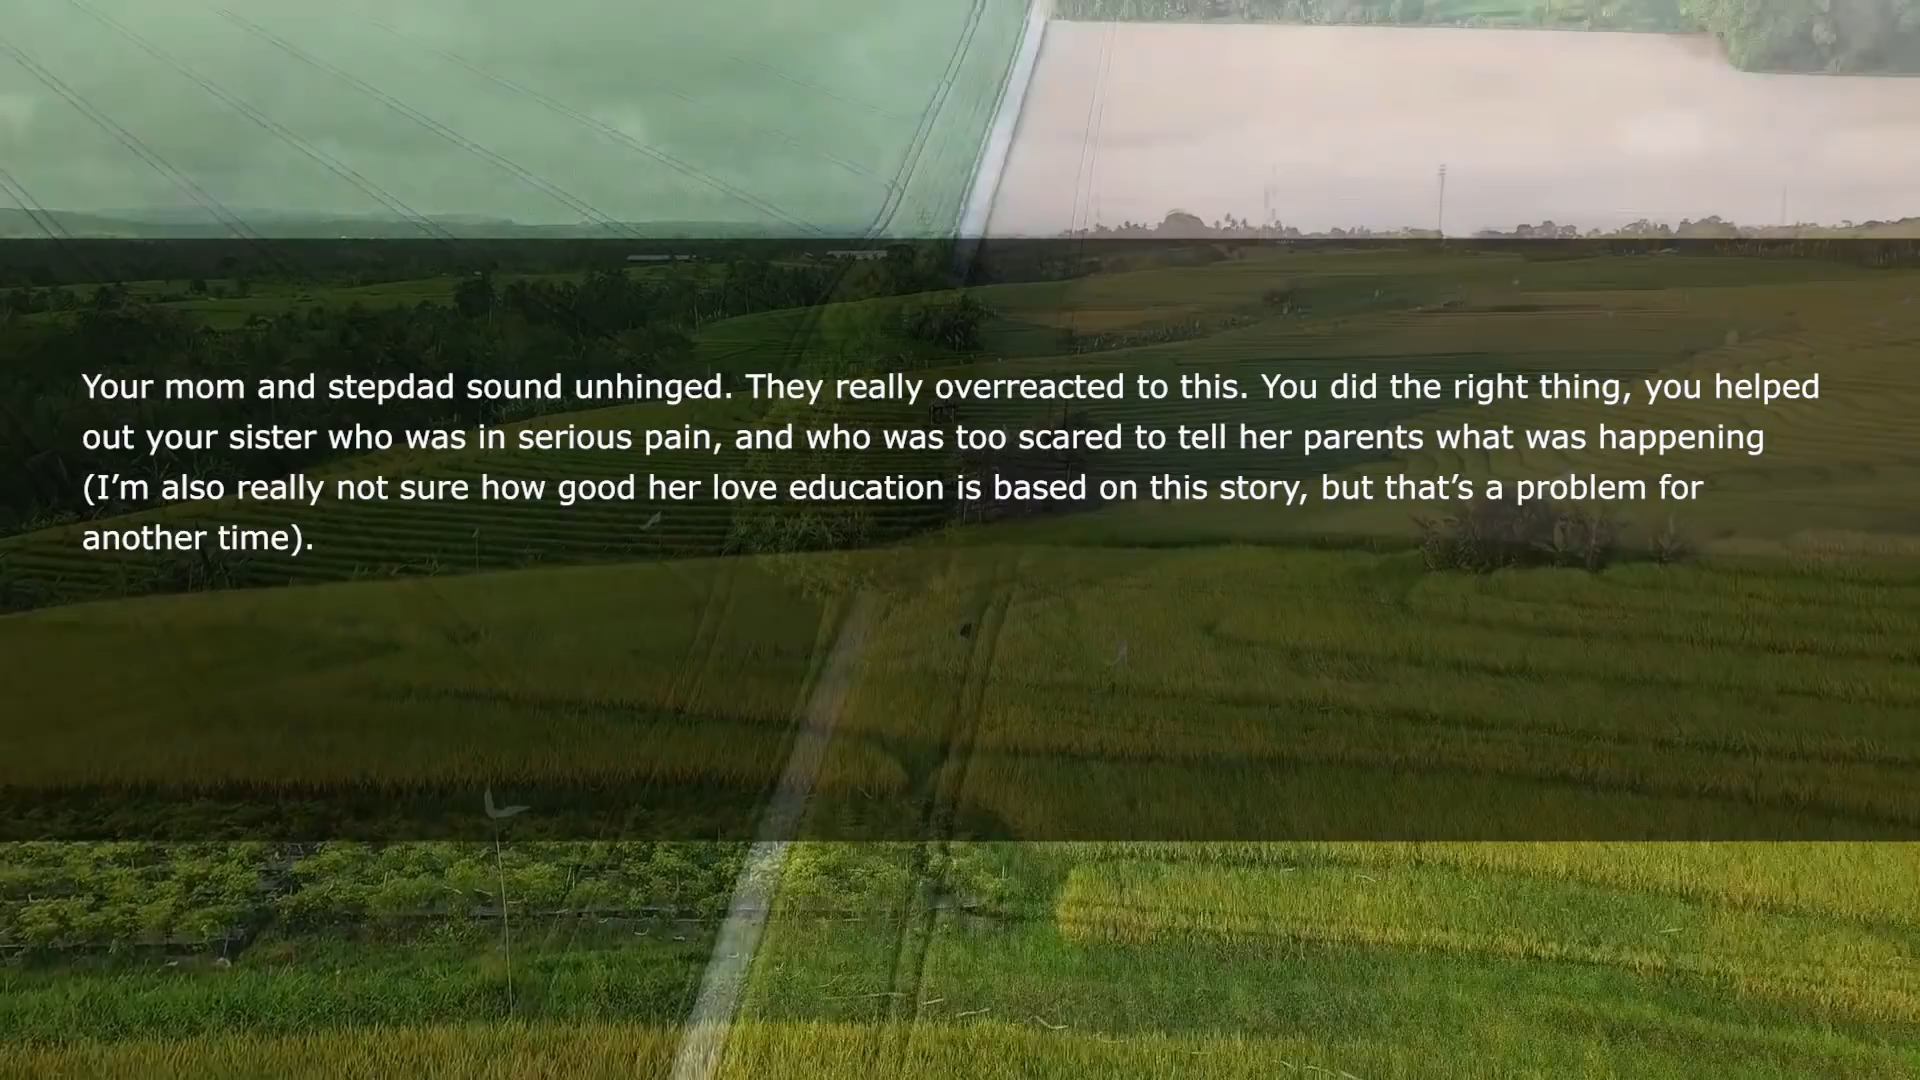 Your mom and stepdad sound unhinged. They really overreacted to this. You did the right thing, you helped
out your sister who was in serious pain, and who was too scared to tell her parents what was happening
(I’m also really not sure how good her love education is based on this story, but that’s a problem for
another time).